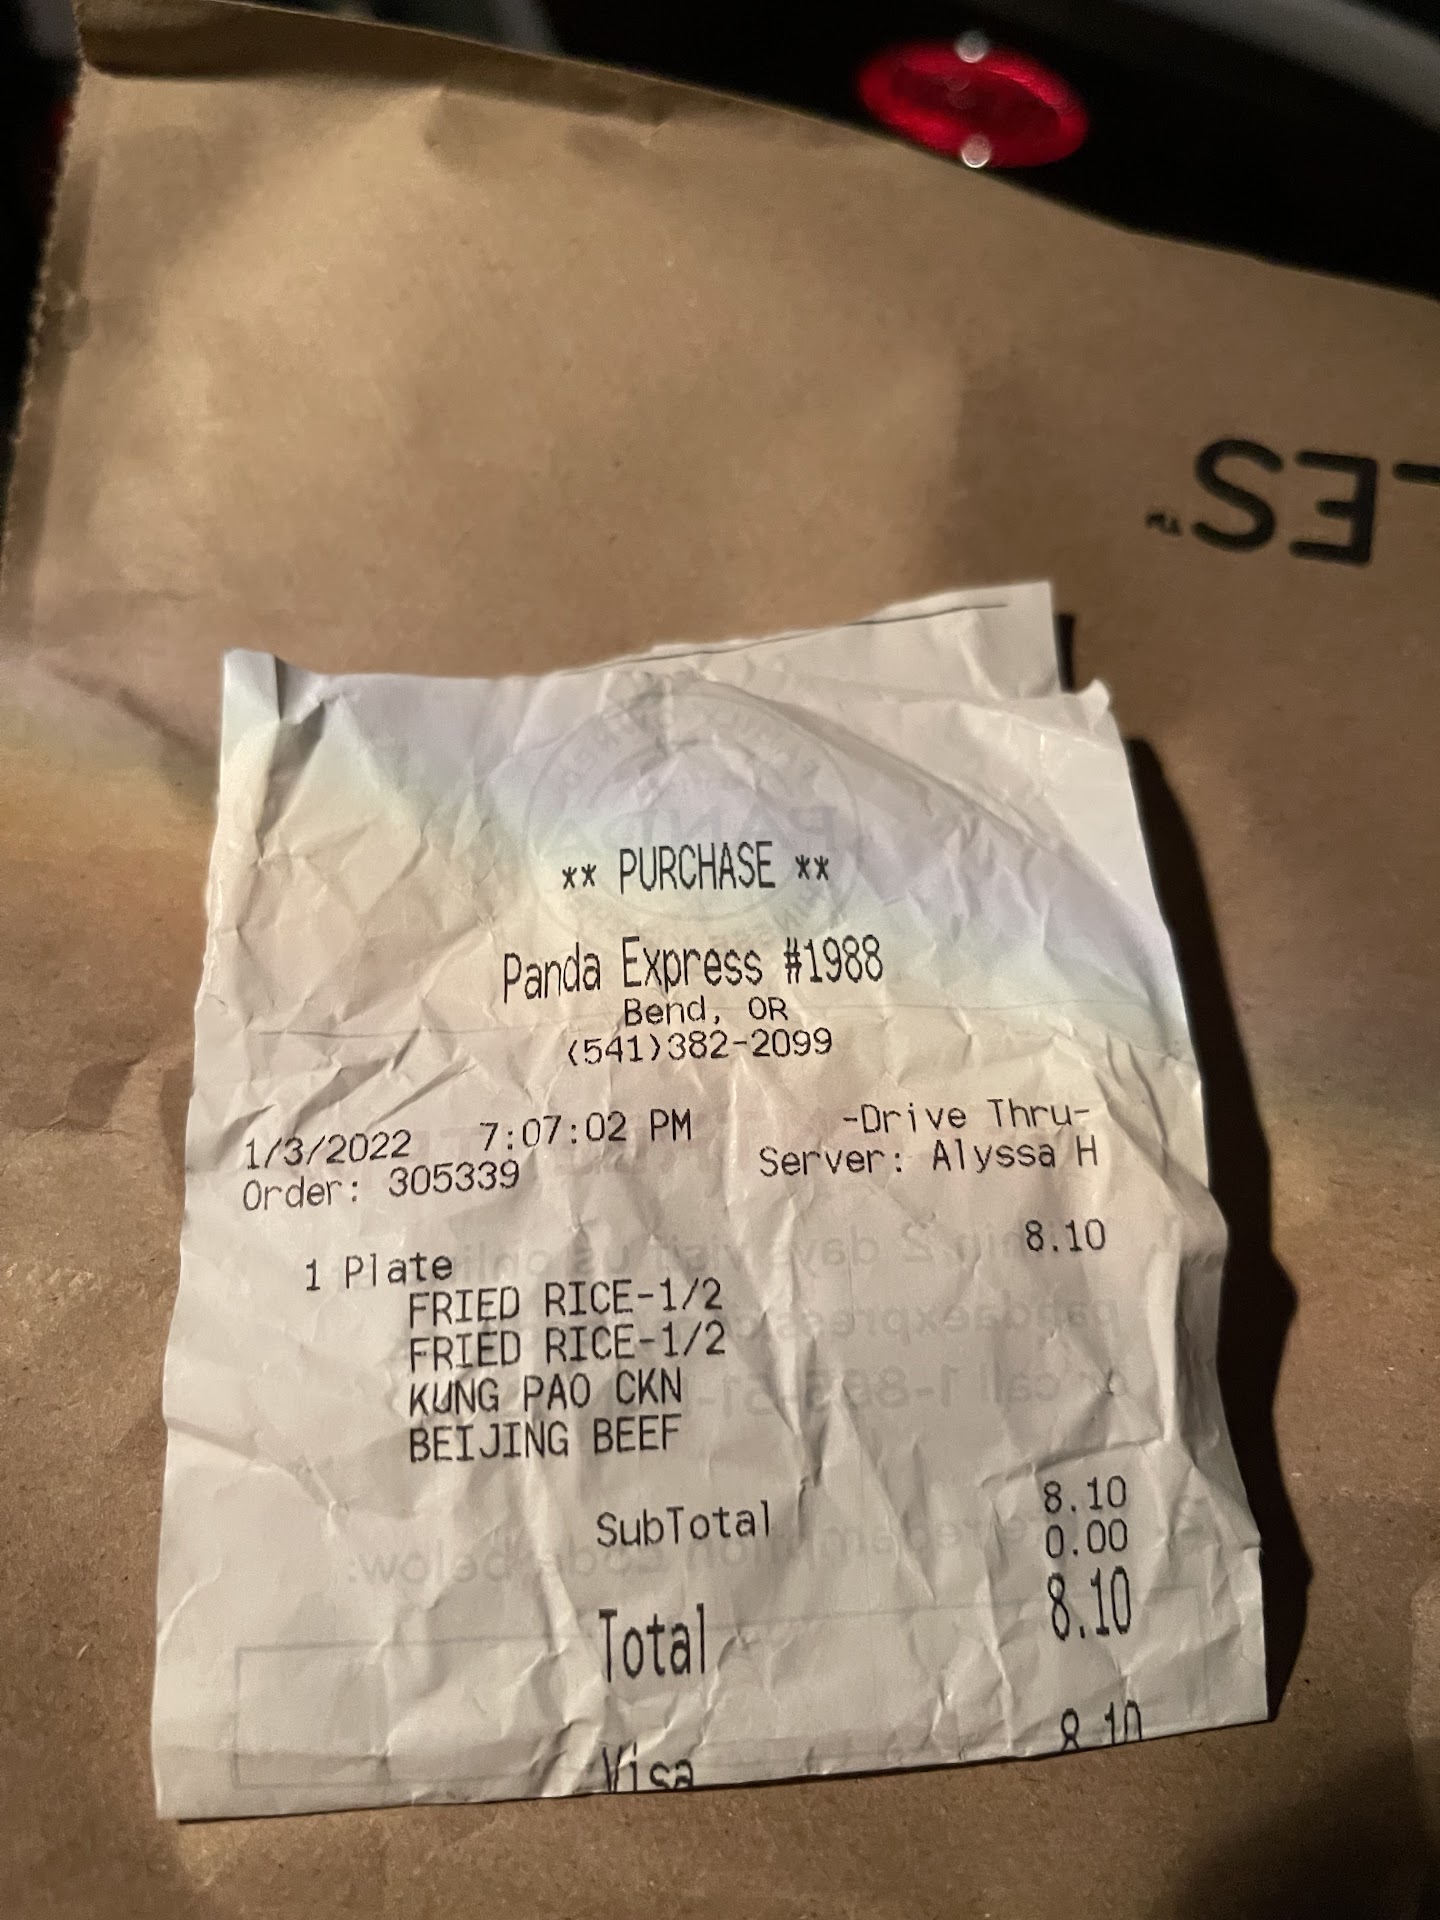 ES™
** PURCHASE **
Panda Express #1988
Bend, OR
(541)382-2099
1/3/2022 7:07:02 PM -Drive Thru-
Order: 305339 Server: Alyssa H
1 Plate 8.10
FRIED RICE-1/2
FRIED RICE-1/2
KUNG PAO CKN
BEIJING BEEF
SubTotal 8.10
0.00
Total 8.10
Visa 8.10